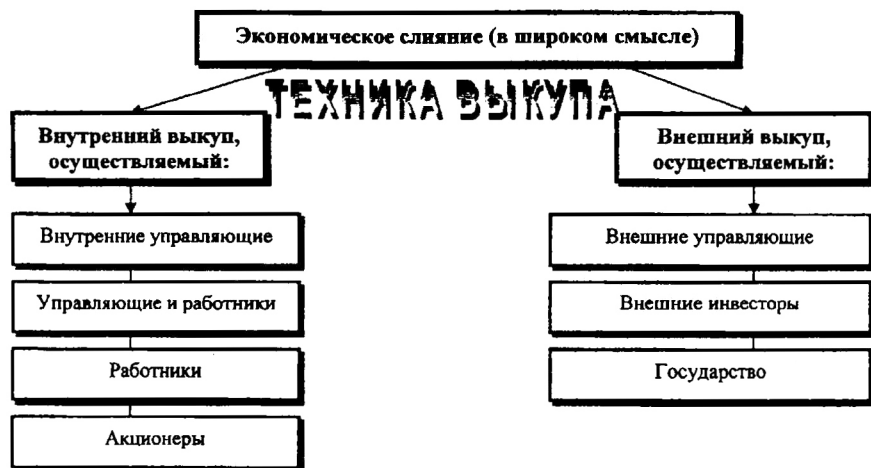 Экономическое слияние (в широком смысле)
ТЕХНИКА ВЫКУПА
Внутренний выкуп,
осуществляемый:
Внутренние управляющие
Управляющие и работники
Работники
Акционеры
Внешний выкуп,
осуществляемый:
Внешние управляющие
Внешние инвесторы
Государство